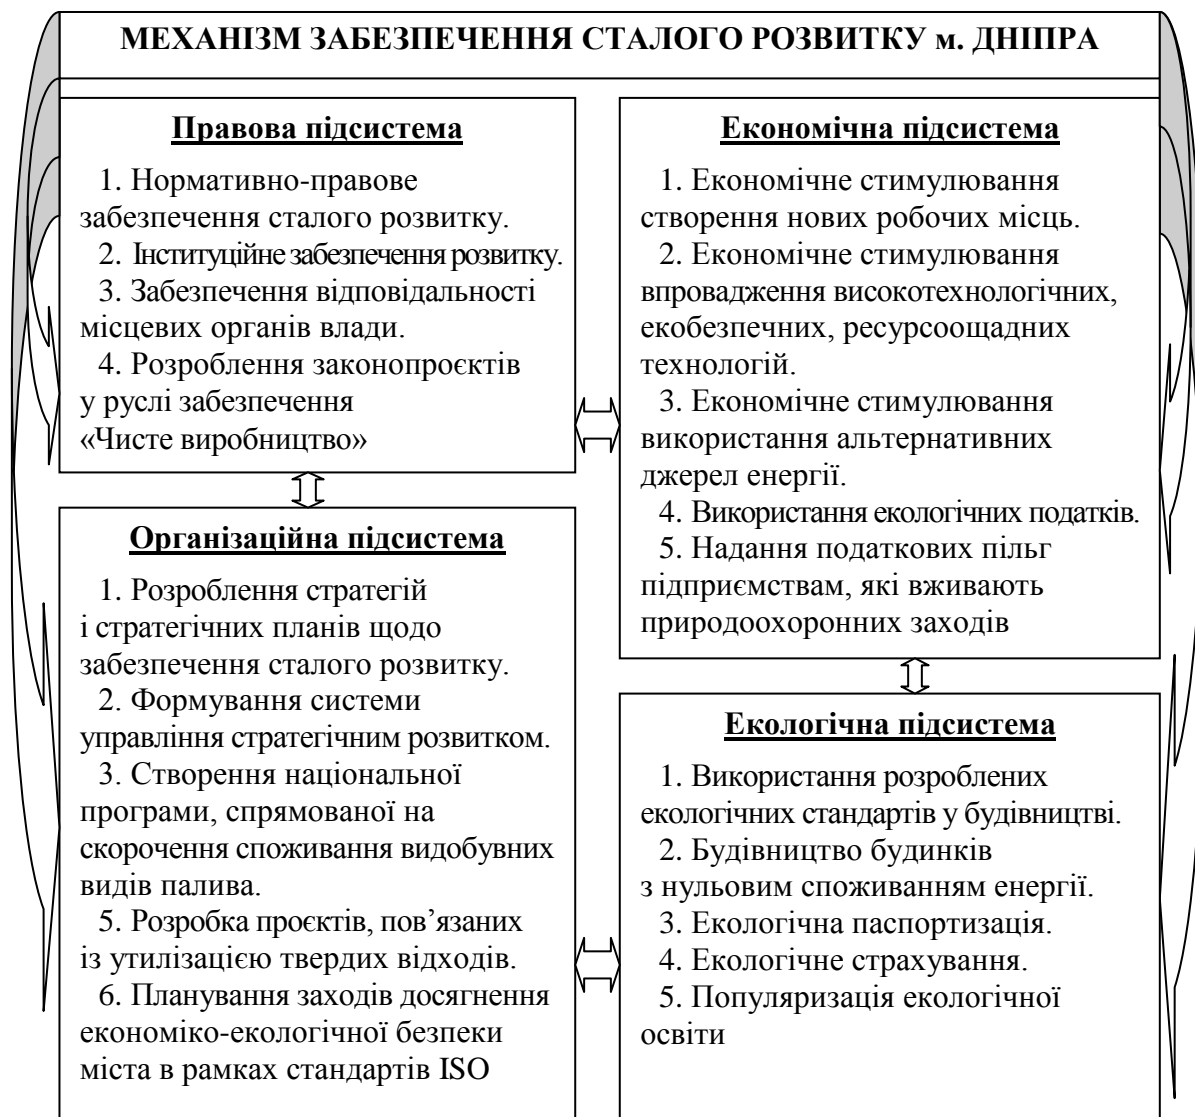 МЕХАНІЗМ ЗАБЕЗПЕЧЕННЯ СТАЛОГО РОЗВИТКУ м. ДНІПРА
Правова підсистема
1. Нормативно-правове
забезпечення сталого розвитку.
2. Інституційне забезпечення розвитку.
3. Забезпечення відповідальності
місцевих органів влади.
4. Розроблення законопроєктів
у руслі забезпечення
«Чисте виробництво»
Економічна підсистема
1. Економічне стимулювання
створення нових робочих місць.
2. Економічне стимулювання
впровадження високотехнологічних,
екобезпечних, ресурсоощадних
технологій.
3. Економічне стимулювання
використання альтернативних
джерел енергії.
4. Використання екологічних податків.
5. Надання податкових пільг
підприємствам, які вживають
природоохоронних заходів
Організаційна підсистема
1. Розроблення стратегій
і стратегічних планів щодо
забезпечення сталого розвитку.
2. Формування системи
управління стратегічним розвитком.
3. Створення національної
програми, спрямованої на
скорочення споживання видобувних
видів палива.
5. Розробка проєктів, пов’язаних
із утилізацією твердих відходів.
6. Планування заходів досягнення
економіко-екологічної безпеки
міста в рамках стандартів ISO
Екологічна підсистема
1. Використання розроблених
екологічних стандартів у будівництві.
2. Будівництво будинків
з нульовим споживанням енергії.
3. Екологічна паспортизація.
4. Екологічне страхування.
5. Популяризація екологічної
освіти